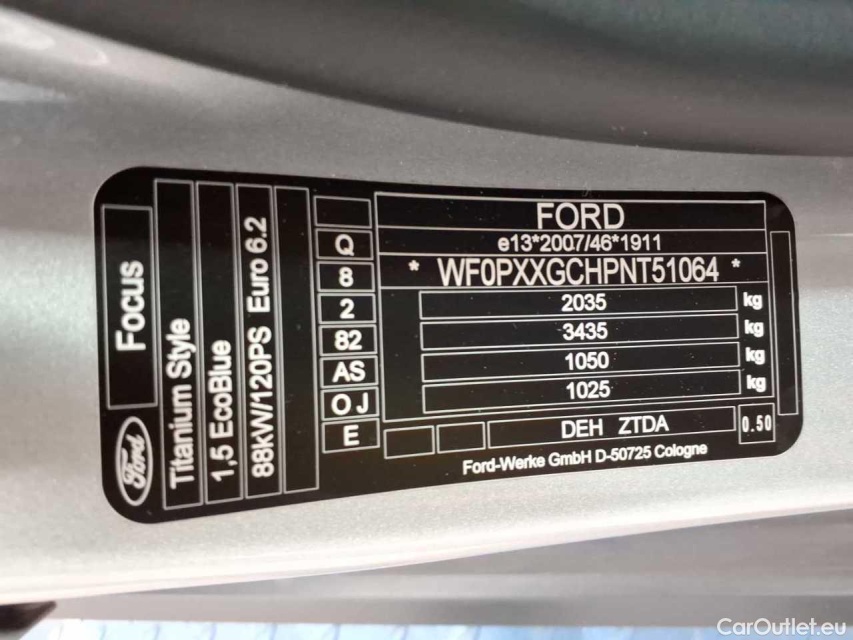 Focus
Titanium Style
1,5 EcoBlue
88kW/120PS Euro 6.2
Ford
Q
8
2
82
AS
OJ
E
FORD
e13*2007/46*1911
* WF0PXXGCHPNT51064 *
2035 kg
3435 kg
1050 kg
1025 kg
DEH ZTDA
0.50
Ford-Werke GmbH D-50725 Cologne
CarOutlet.eu